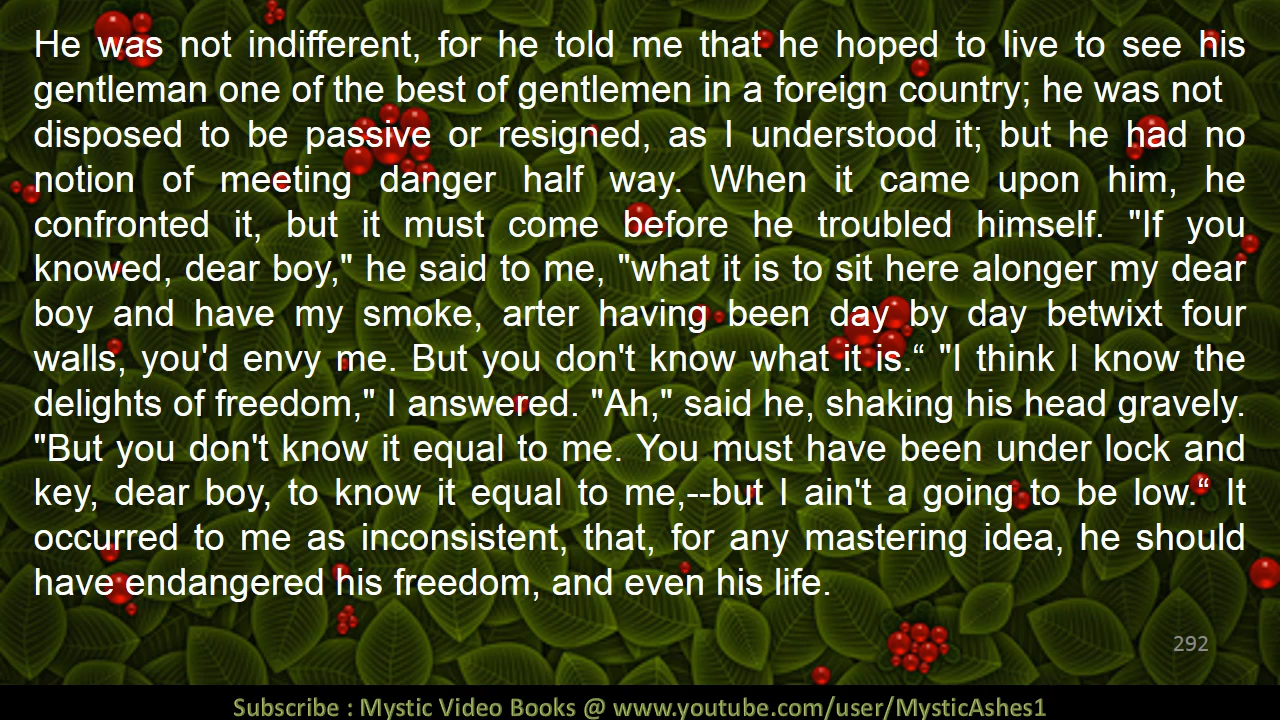 He was not indifferent, for he told me that he hoped to live to see his
gentleman one of the best of gentlemen in a foreign country; he was not
disposed to be passive or resigned, as I understood it; but he had no
notion of meeting danger half way. When it came upon him, he
confronted it, but it must come before he troubled himself. "If you
knowed, dear boy," he said to me, "what it is to sit here alonger my dear
boy and have my smoke, arter having been day by day betwixt four
walls, you'd envy me. But you don't know what it is.“ "I think I know the
delights of freedom," I answered. "Ah," said he, shaking his head gravely.
"But you don't know it equal to me. You must have been under lock and
key, dear boy, to know it equal to me,--but I ain't a going to be low.“ It
occurred to me as inconsistent, that, for any mastering idea, he should
have endangered his freedom, and even his life.
292
Subscribe : Mystic Video Books @ www.youtube.com/user/MysticAshes1